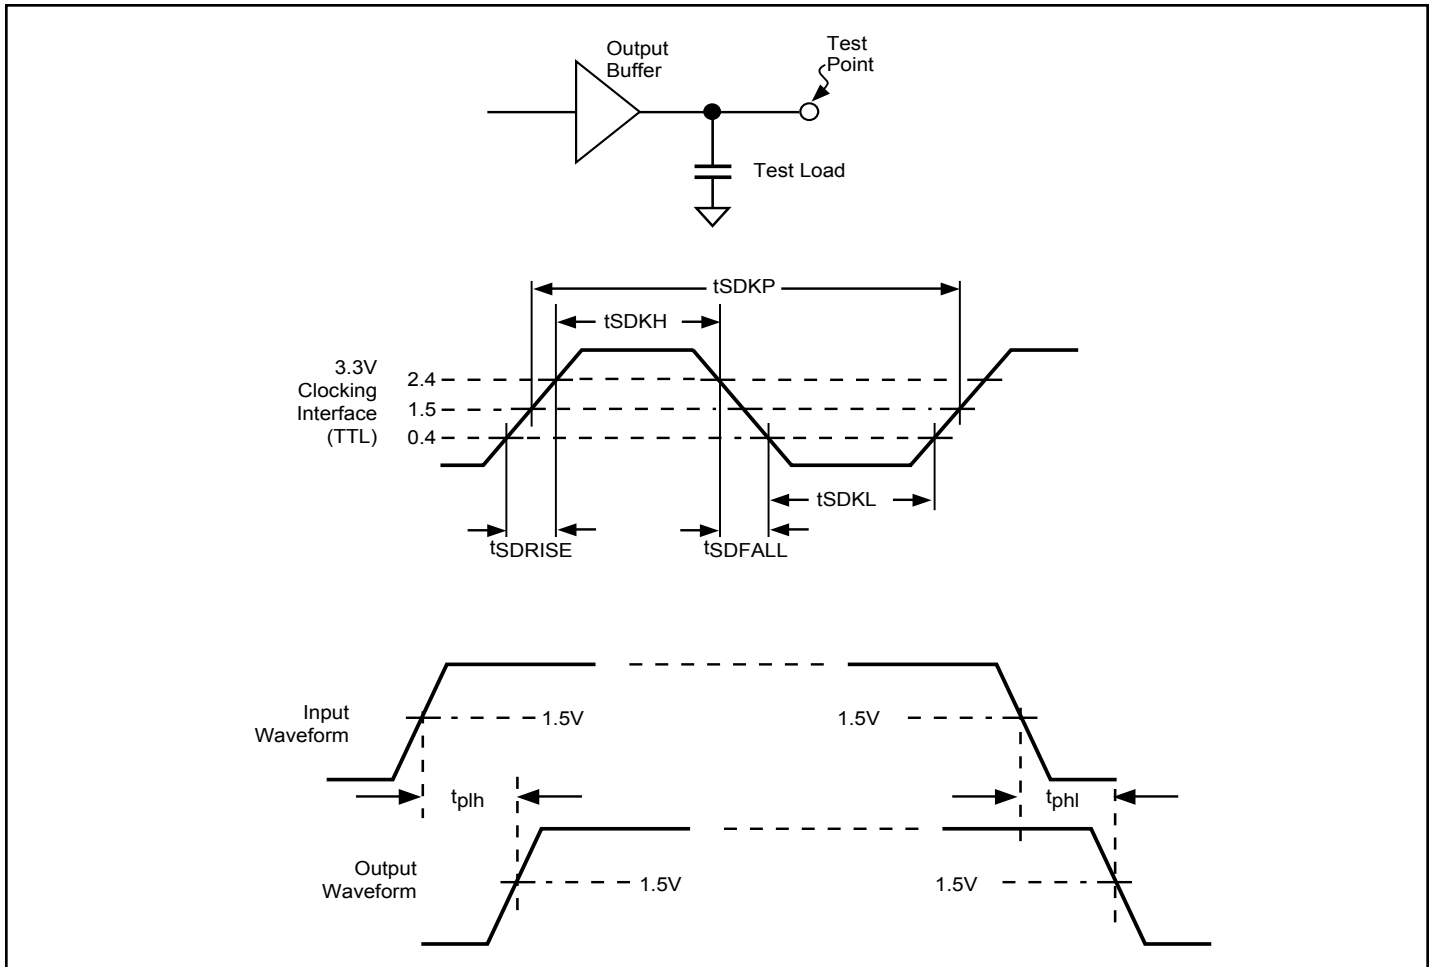 Output
Buffer
Test
Point
Test Load
tSDKP
tSDKH
3.3V
Clocking
Interface
(TTL)
2.4
1.5
0.4
tSDKL
tSDRISE
tSDFALL
Input
Waveform
1.5V
1.5V
tplh
tphl
Output
Waveform
1.5V
1.5V